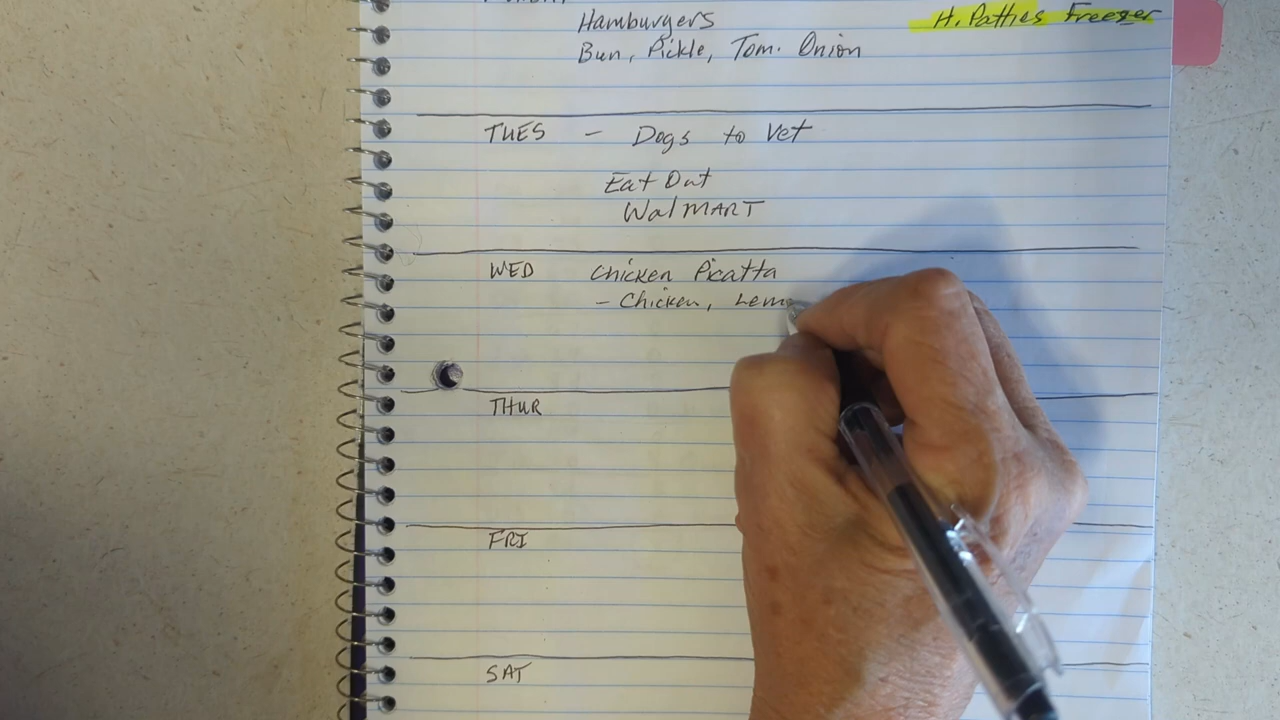 Hamburgers
H. Patties Freezer
Bun, Pickle, Tom. Onion
TUES - Dogs to Vet
Eat Out
WalMART
WED Chicken Picatta
- Chicken, Lem
THUR
FRI
SAT